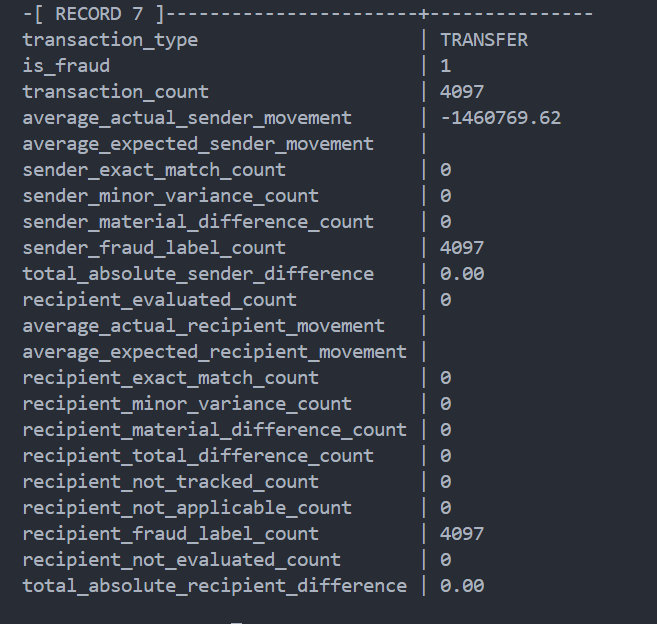 -[ RECORD 7 ]-----------------------+---------------
transaction_type                    | TRANSFER
is_fraud                            | 1
transaction_count                   | 4097
average_actual_sender_movement      | -1460769.62
average_expected_sender_movement    |
sender_exact_match_count            | 0
sender_minor_variance_count         | 0
sender_material_difference_count    | 0
sender_fraud_label_count            | 4097
total_absolute_sender_difference    | 0.00
recipient_evaluated_count           | 0
average_actual_recipient_movement   |
average_expected_recipient_movement |
recipient_exact_match_count         | 0
recipient_minor_variance_count      | 0
recipient_material_difference_count | 0
recipient_total_difference_count    | 0
recipient_not_tracked_count         | 0
recipient_not_applicable_count      | 0
recipient_fraud_label_count         | 4097
recipient_not_evaluated_count       | 0
total_absolute_recipient_difference | 0.00